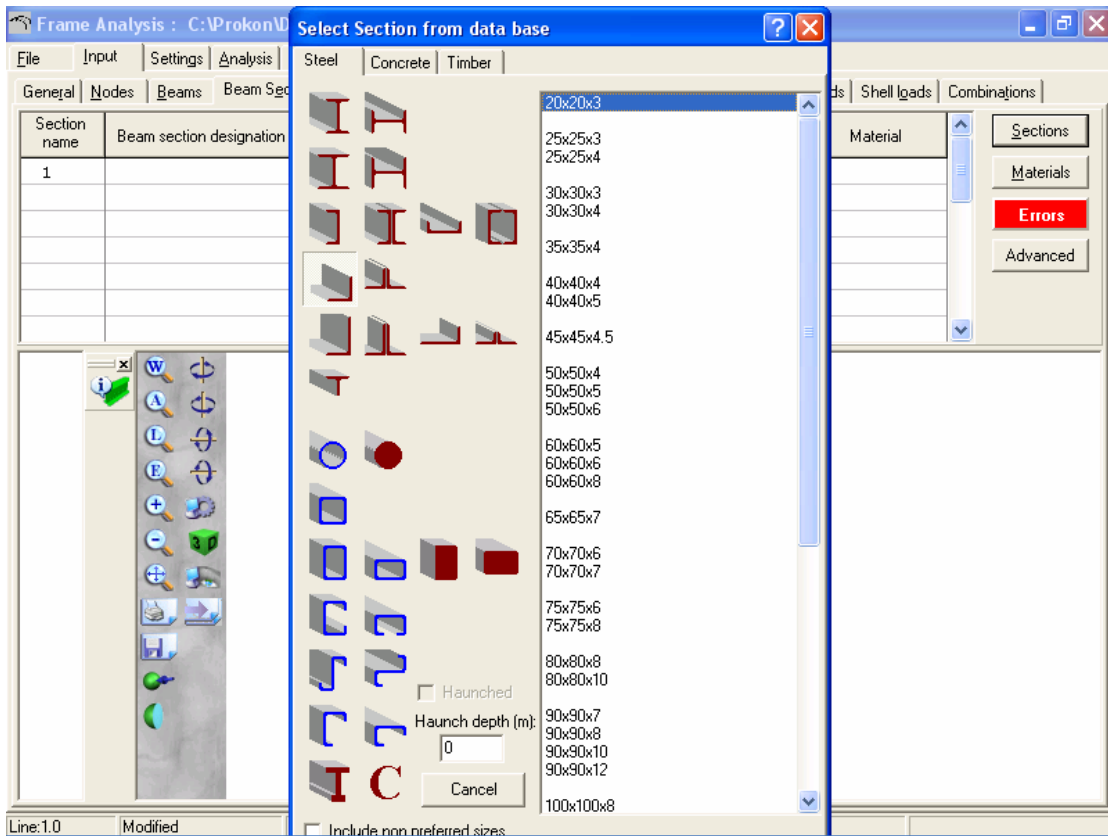 Frame Analysis : C:\Prokon\D
Select Section from data base
File Input Settings Analysis
Steel Concrete Timber
General Nodes Beams Beam Sec
ds Shell loads Combinations
Section name
Beam section designation
Material
1
Sections
Materials
Errors
Advanced
20x20x3
25x25x3
25x25x4
30x30x3
30x30x4
35x35x4
40x40x4
40x40x5
45x45x4.5
50x50x4
50x50x5
50x50x6
60x60x5
60x60x6
60x60x8
65x65x7
70x70x6
70x70x7
75x75x6
75x75x8
80x80x8
80x80x10
90x90x7
90x90x8
90x90x10
90x90x12
100x100x8
W
A
L
E
3D
Haunched
Haunch depth (m):
0
C
Cancel
Include non preferred sizes
Line:1.0 Modified